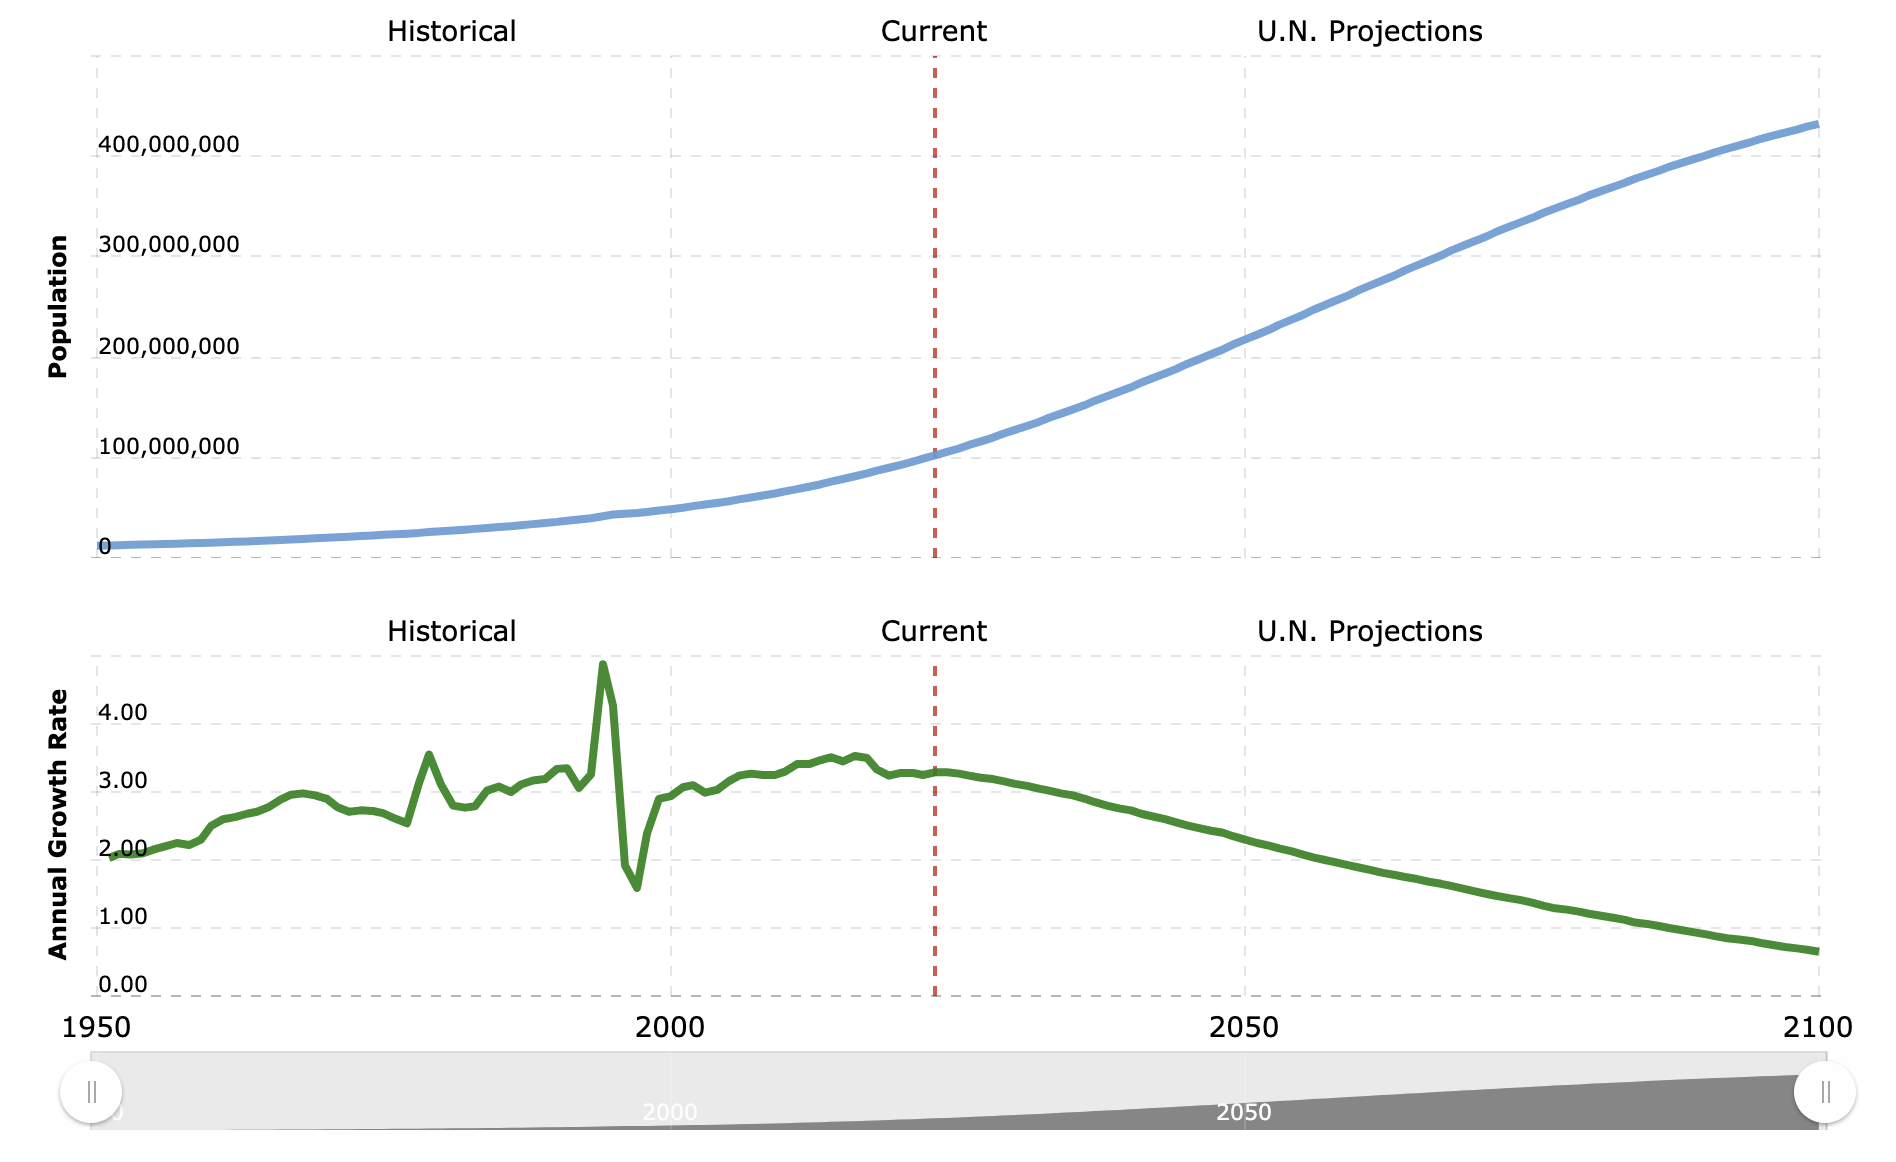 Historical Current U.N. Projections
400,000,000
300,000,000
200,000,000
100,000,000
0
Population
Historical Current U.N. Projections
4.00
3.00
2.00
1.00
0.00
Annual Growth Rate
1950 2000 2050 2100
2000 2050